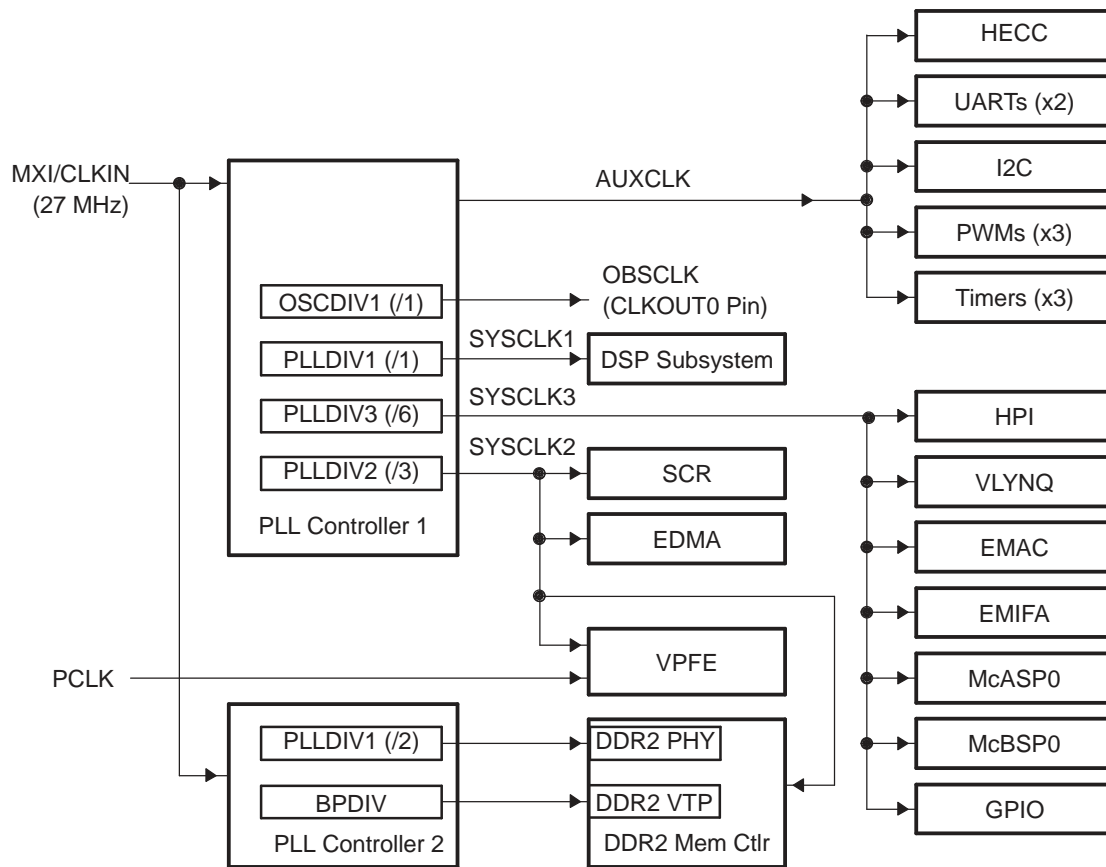 HECC
UARTs (x2)
I2C
PWMs (x3)
Timers (x3)
MXI/CLKIN
(27 MHz)
AUXCLK
OSCDIV1 (/1)
OBSCLK
(CLKOUT0 Pin)
PLLDIV1 (/1)
SYSCLK1
DSP Subsystem
PLLDIV3 (/6)
SYSCLK3
HPI
PLLDIV2 (/3)
SYSCLK2
SCR
VLYNQ
PLL Controller 1
EDMA
EMAC
EMIFA
PCLK
VPFE
McASP0
PLLDIV1 (/2)
DDR2 PHY
McBSP0
BPDIV
DDR2 VTP
GPIO
PLL Controller 2
DDR2 Mem Ctlr